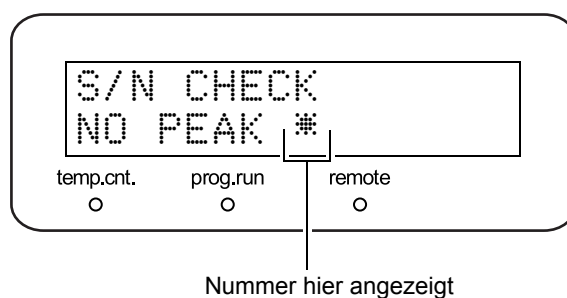 S/N CHECK
NO PEAK *
temp.cnt. prog.run remote
Nummer hier angezeigt